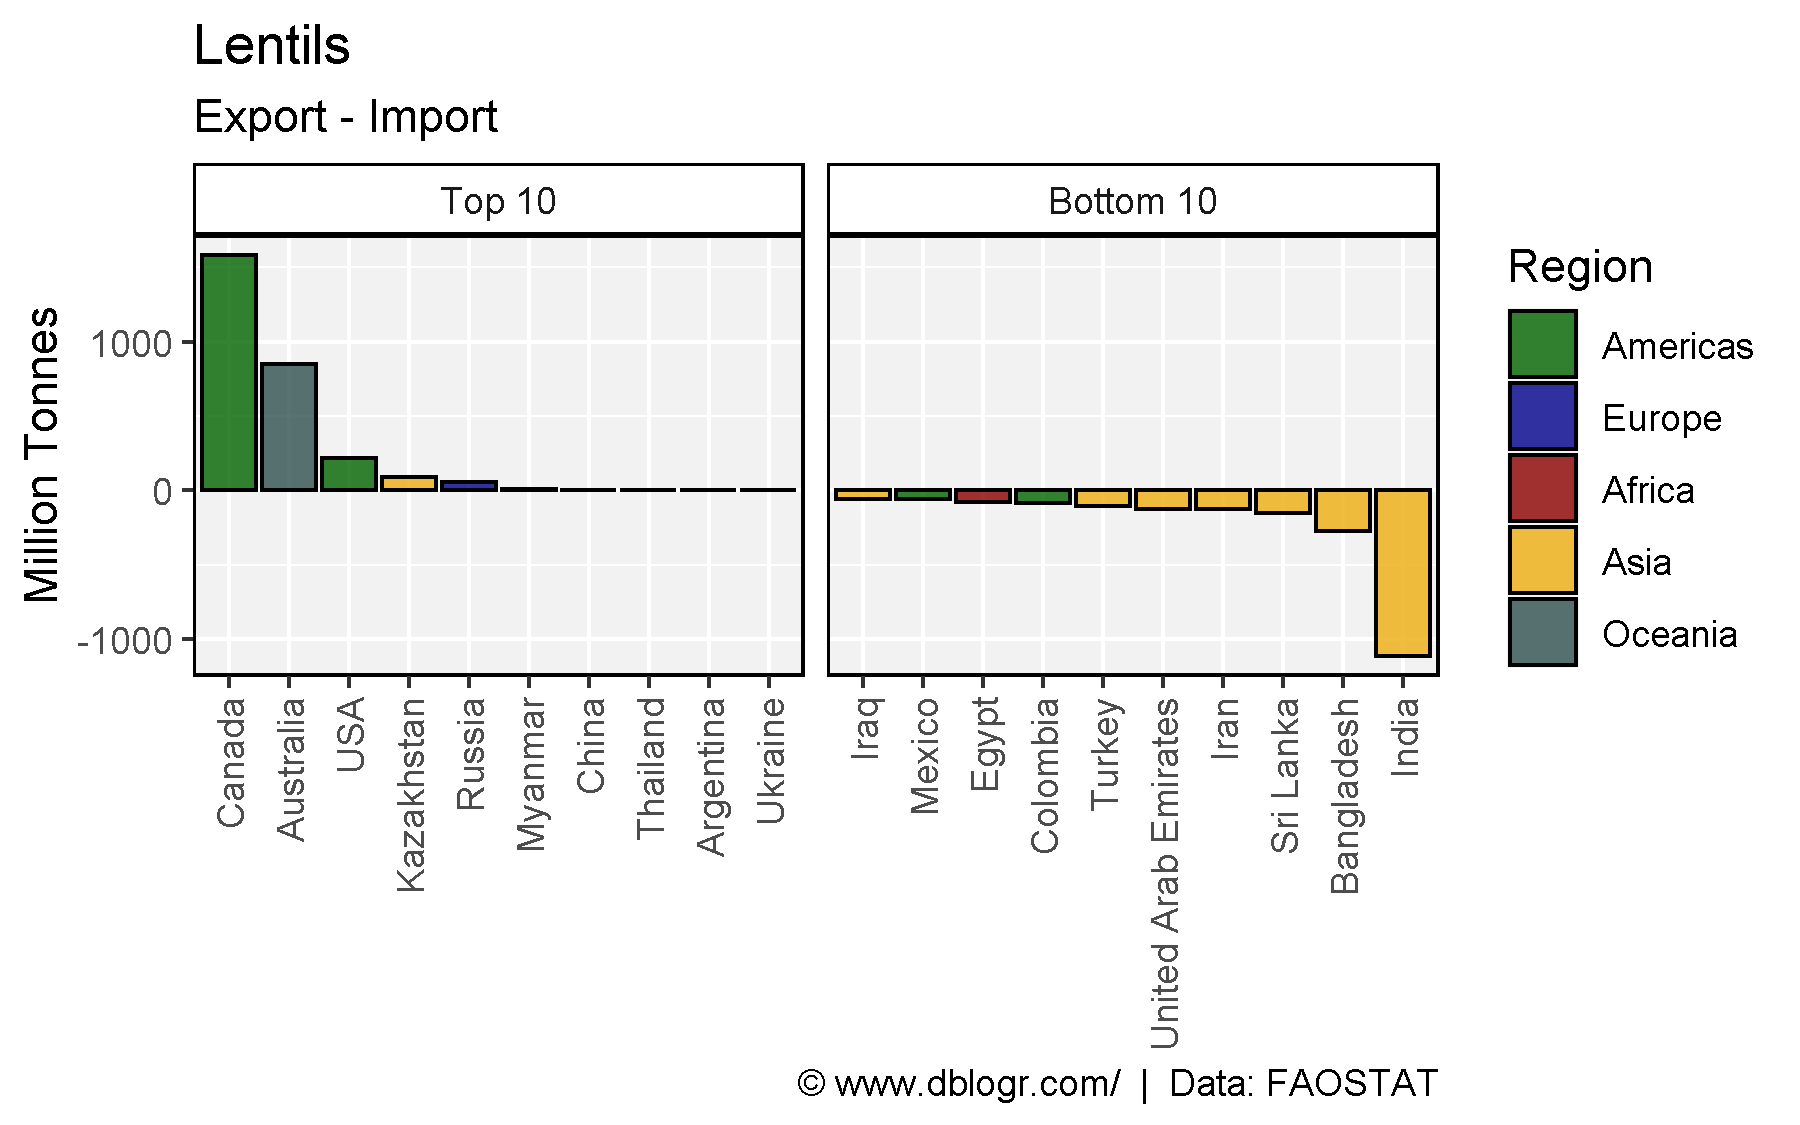 Lentils
Export - Import
Top 10
Bottom 10
Million Tonnes
1000
0
-1000
Canada
Australia
USA
Kazakhstan
Russia
Myanmar
China
Thailand
Argentina
Ukraine
Iraq
Mexico
Egypt
Colombia
Turkey
United Arab Emirates
Iran
Sri Lanka
Bangladesh
India
Region
Americas
Europe
Africa
Asia
Oceania
© www.dblogr.com/ | Data: FAOSTAT